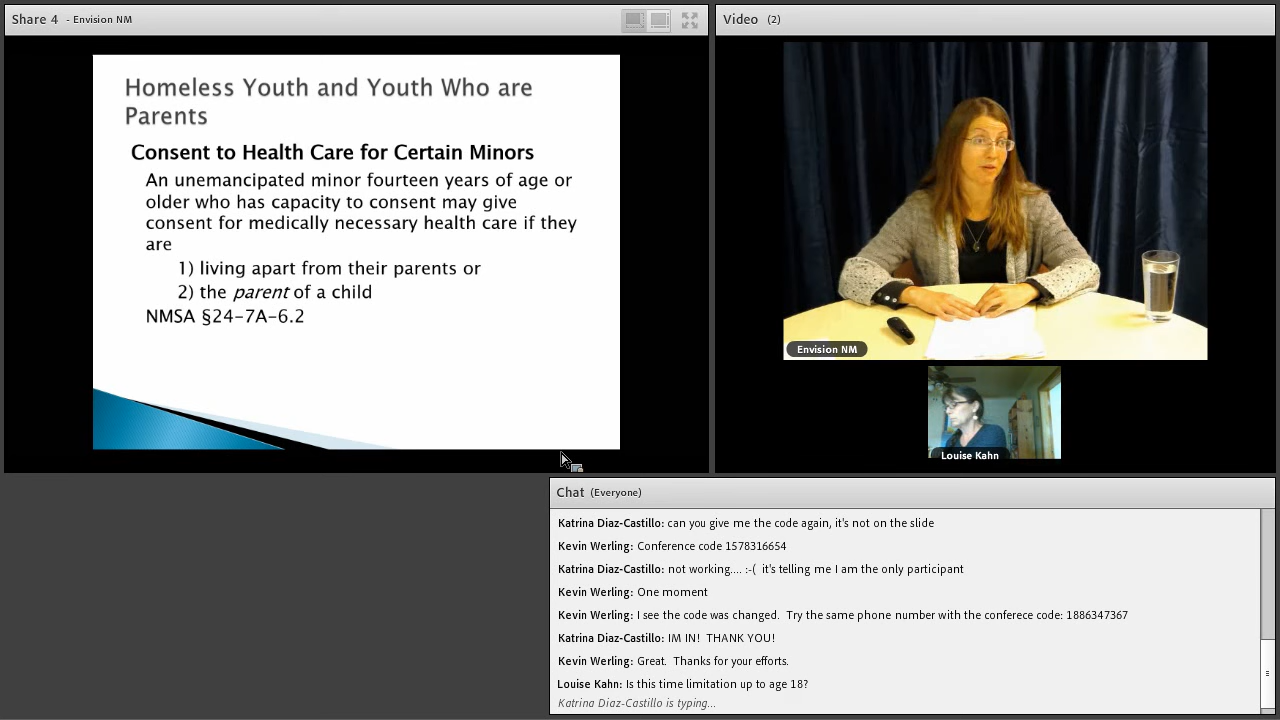 Share 4 - Envision NM
Homeless Youth and Youth Who are
Parents
Consent to Health Care for Certain Minors
An unemancipated minor fourteen years of age or
older who has capacity to consent may give
consent for medically necessary health care if they
are
1) living apart from their parents or
2) the parent of a child
NMSA §24-7A-6.2
Video (2)
Envision NM
Louise Kahn
Chat (Everyone)
Katrina Diaz-Castillo: can you give me the code again, it's not on the slide
Kevin Werling: Conference code 1578316654
Katrina Diaz-Castillo: not working.... :-( it's telling me I am the only participant
Kevin Werling: One moment
Kevin Werling: I see the code was changed. Try the same phone number with the conferece code: 1886347367
Katrina Diaz-Castillo: IM IN! THANK YOU!
Kevin Werling: Great. Thanks for your efforts.
Louise Kahn: Is this time limitation up to age 18?
Katrina Diaz-Castillo is typing...